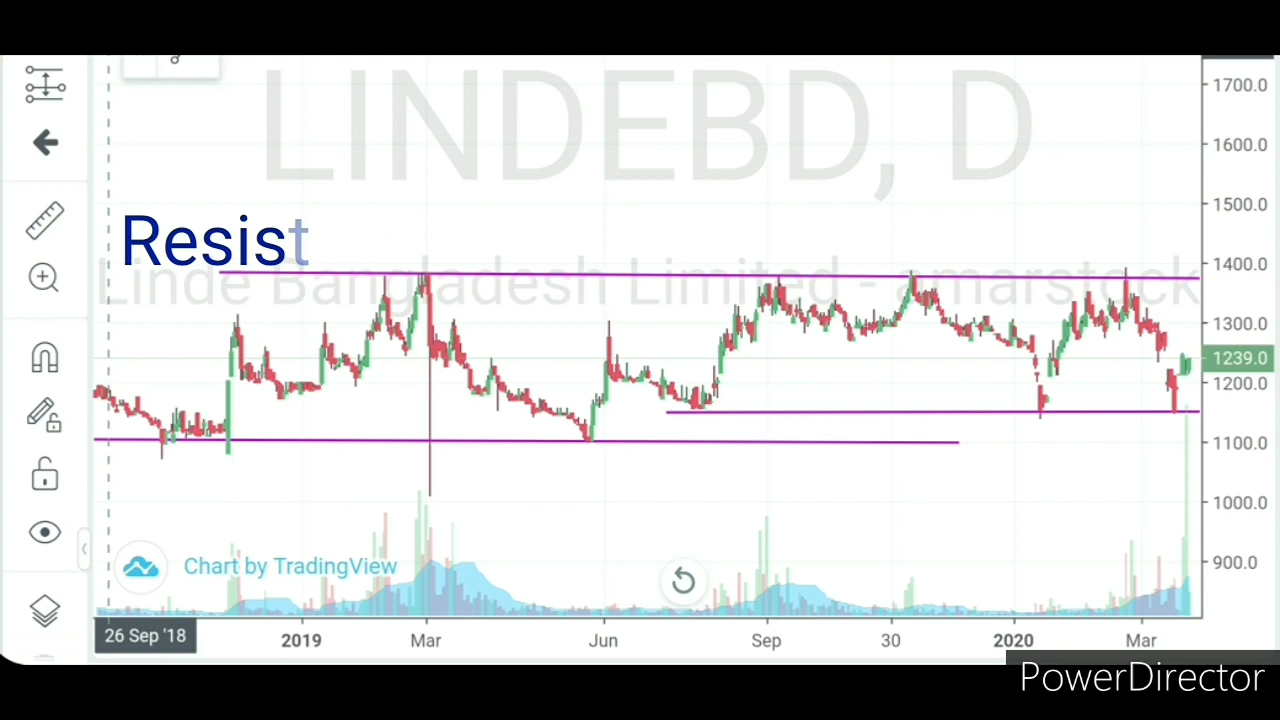 LINDEBD, D
Resist
Linde Bangladesh Limited - amarstock
1700.0
1600.0
1500.0
1400.0
1300.0
1239.0
1200.0
1100.0
1000.0
900.0
Chart by TradingView
26 Sep '18
2019
Mar
Jun
Sep
30
2020
Mar
PowerDirector